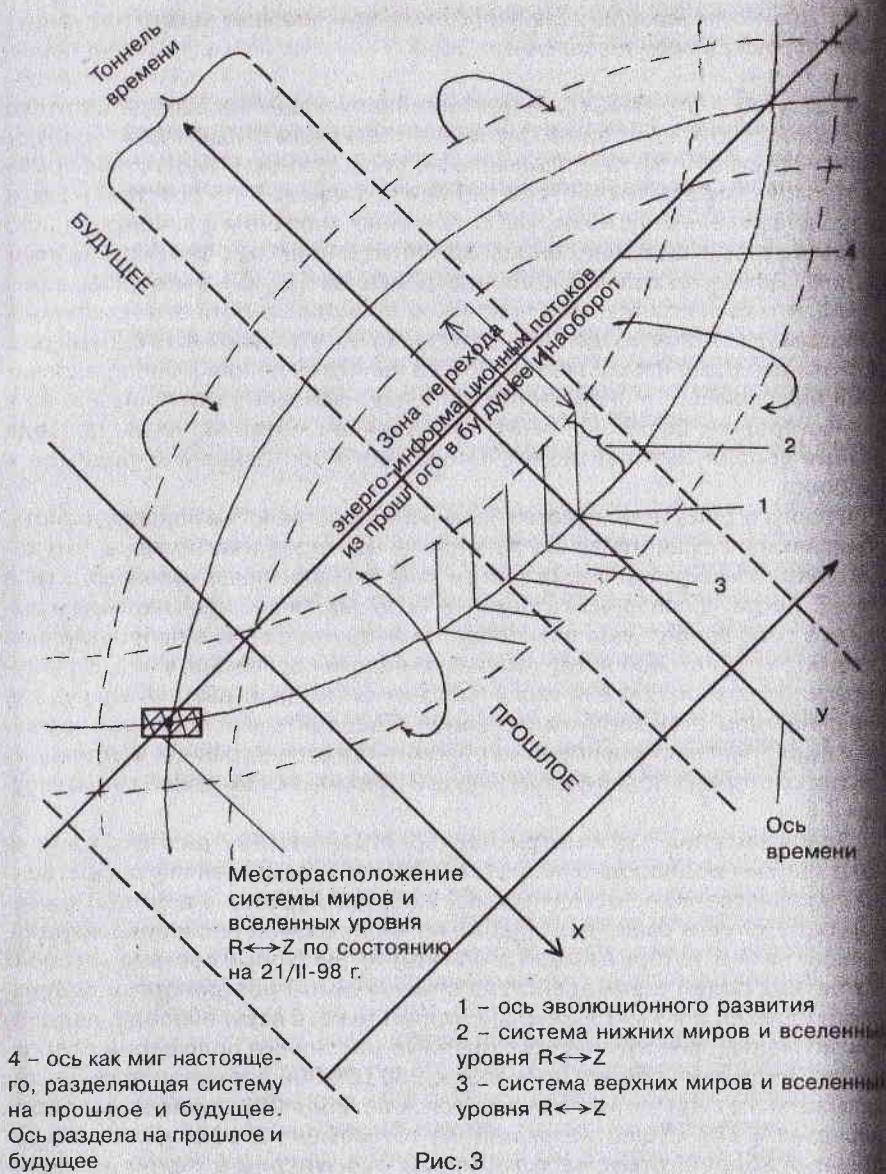 Тоннель
времени
БУДУЩЕЕ
Зона перехода
энерго-информационных потоков
из прошлого в будущее и наоборот
4
2
1
3
ПРОШЛОЕ
У
Ось
времени
Х
Месторасположение
системы миров и
вселенных уровня
R⟷Z по состоянию
на 21/II-98 г.
1 – ось эволюционного развития
2 – система нижних миров и вселенны
уровня R⟷Z
3 – система верхних миров и вселенны
уровня R⟷Z
4 – ось как миг настояще-
го, разделяющая систему
на прошлое и будущее.
Ось раздела на прошлое и
будущее
Рис. 3